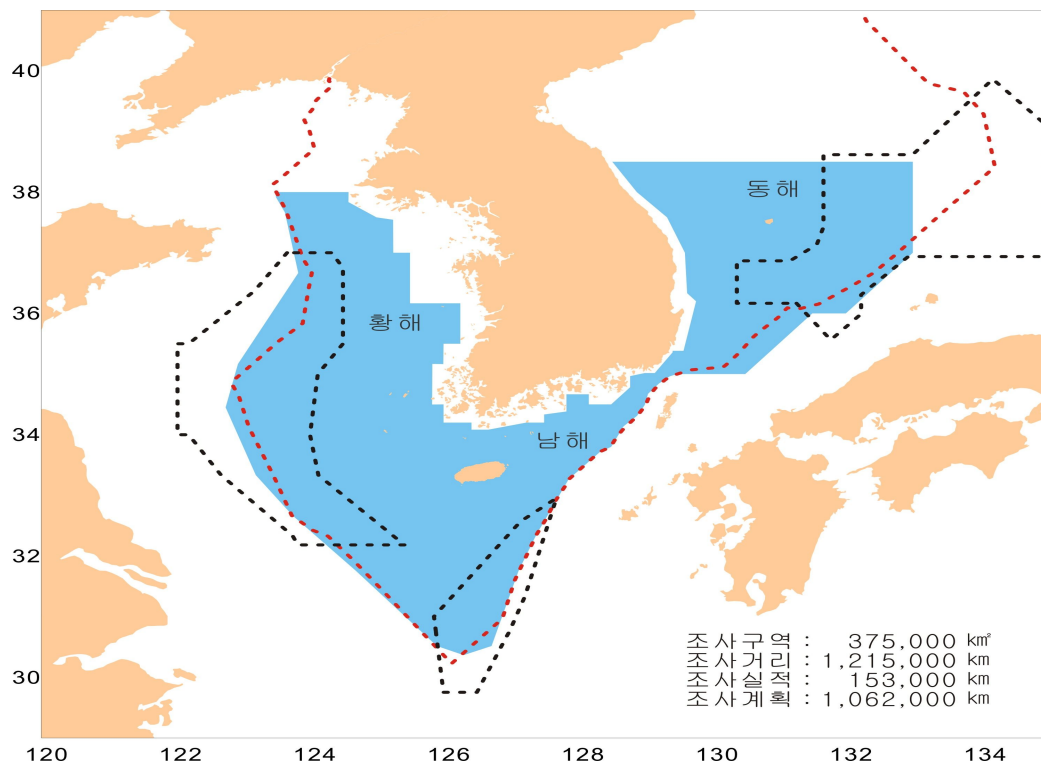 40
38
동해
36
황해
34
남해
32
조사구역 : 375,000 ㎢
조사거리 : 1,215,000 ㎞
30
조사실적 : 153,000 ㎞
조사계획 : 1,062,000 ㎞
120 122 124 126 128 130 132 134